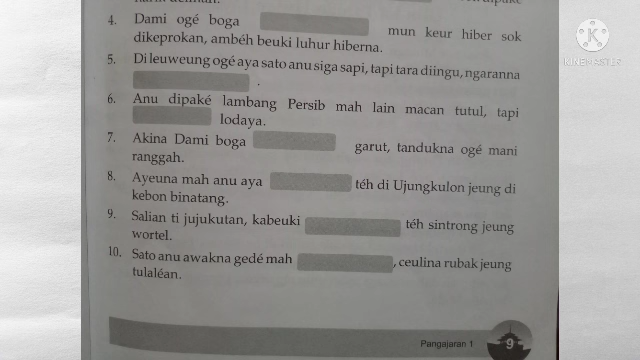 4. Dami ogé boga mun keur hiber sok
dikeprokan, ambéh beuki luhur hiberna.
5. Di leuweung ogé aya sato anu siga sapi, tapi tara diingu, ngaranna
.
6. Anu dipaké lambang Persib mah lain macan tutul, tapi
lodaya.
7. Akina Dami boga garut, tandukna ogé mani
ranggah.
8. Ayeuna mah anu aya téh di Ujungkulon jeung di
kebon binatang.
9. Salian ti jujukutan, kabeuki téh sintrong jeung
wortel.
10. Sato anu awakna gedé mah , ceulina rubak jeung
tulaléan.
Pangajaran 1
9
K
KINEMASTER